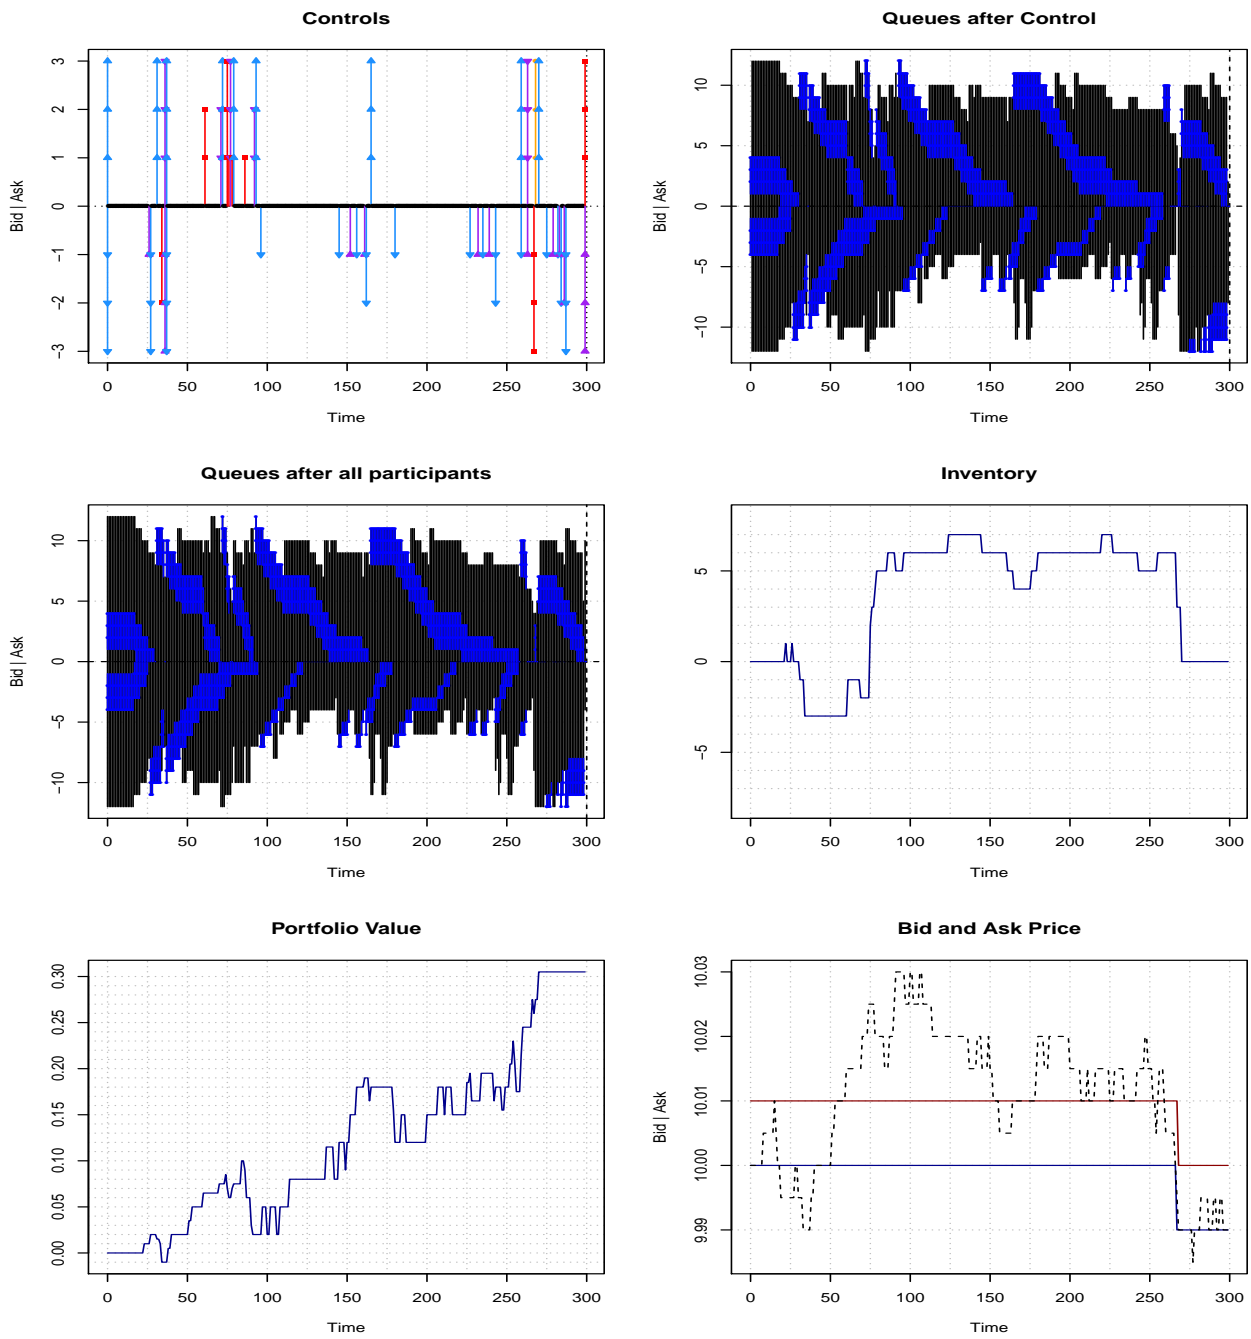 Controls
Bid | Ask
3
2
1
0
-1
-2
-3
0 50 100 150 200 250 300
Time
Queues after Control
10
5
0
-5
-10
0 50 100 150 200 250 300
Time
Queues after all participants
Bid | Ask
10
5
0
-5
-10
0 50 100 150 200 250 300
Time
Inventory
5
0
-5
0 50 100 150 200 250 300
Time
Portfolio Value
0.30
0.25
0.20
0.15
0.10
0.05
0.00
0 50 100 150 200 250 300
Time
Bid and Ask Price
Bid | Ask
10.03
10.02
10.01
10.00
9.99
0 50 100 150 200 250 300
Time